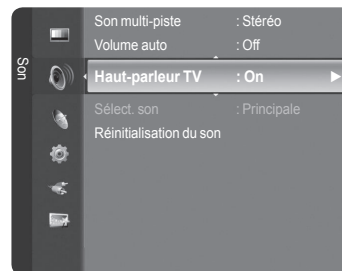 Son
Son multi-piste : Stéréo
Volume auto : Off
Haut-parleur TV : On
Sélect. son : Principale
Réinitialisation du son